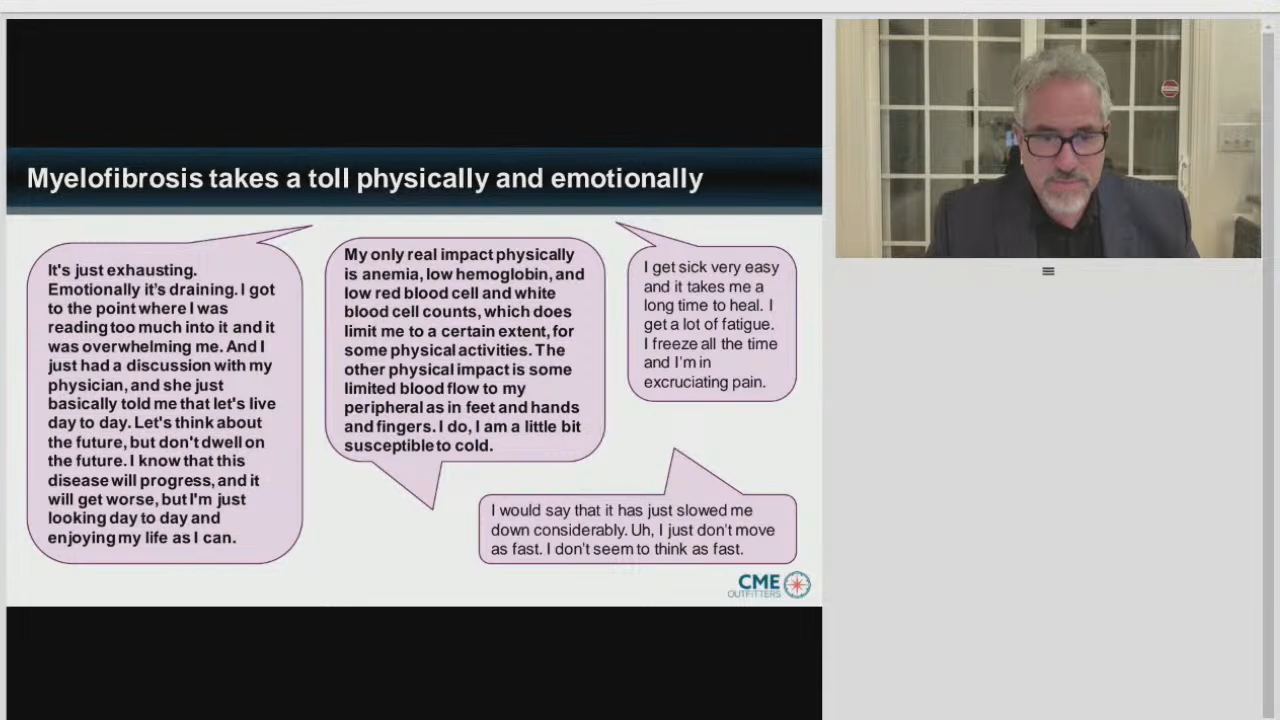 Myelofibrosis takes a toll physically and emotionally
It's just exhausting.
Emotionally it's draining. I got
to the point where I was
reading too much into it and it
was overwhelming me. And I
just had a discussion with my
physician, and she just
basically told me that let's live
day to day. Let's think about
the future, but don't dwell on
the future. I know that this
disease will progress, and it
will get worse, but I'm just
looking day to day and
enjoying my life as I can.
My only real impact physically
is anemia, low hemoglobin, and
low red blood cell and white
blood cell counts, which does
limit me to a certain extent, for
some physical activities. The
other physical impact is some
limited blood flow to my
peripheral as in feet and hands
and fingers. I do, I am a little bit
susceptible to cold.
I get sick very easy
and it takes me a
long time to heal. I
get a lot of fatigue.
I freeze all the time
and I'm in
excruciating pain.
I would say that it has just slowed me
down considerably. Uh, I just don't move
as fast. I don't seem to think as fast.
CME
OUTFITTERS